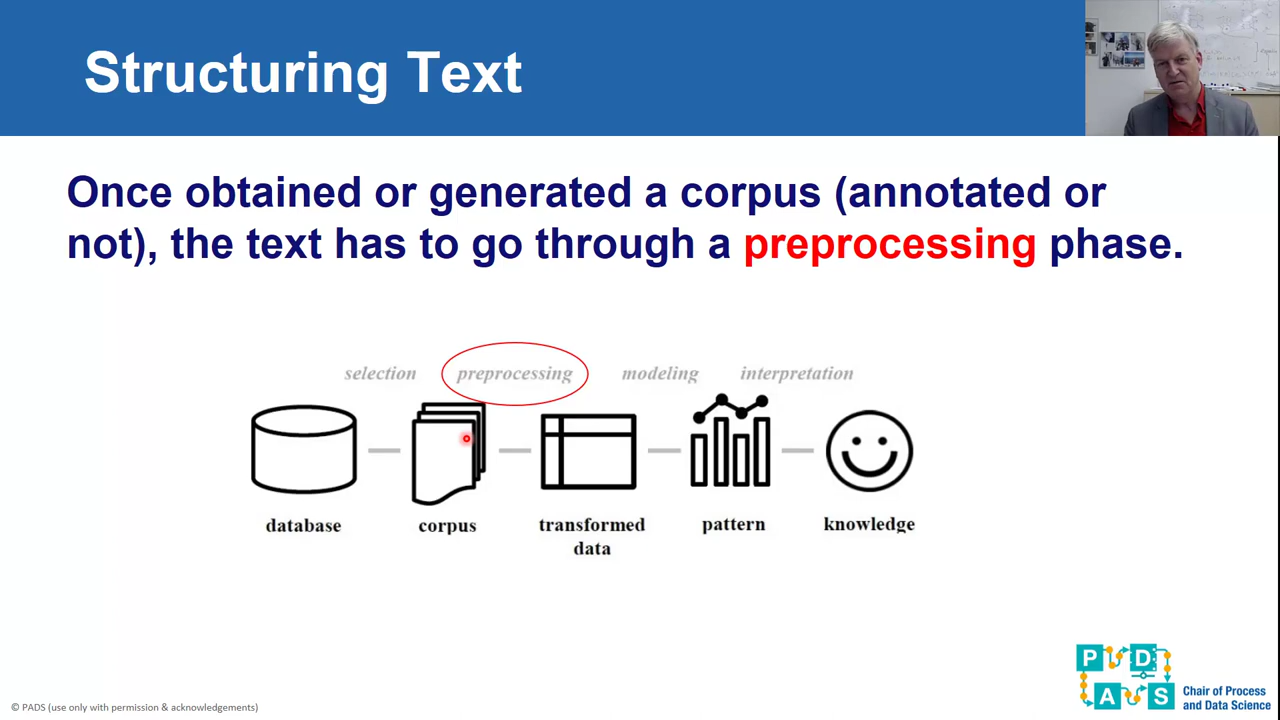 Structuring Text
Once obtained or generated a corpus (annotated or
not), the text has to go through a preprocessing phase.
selection preprocessing modeling interpretation
database corpus transformed pattern knowledge
data
P D
A S
Chair of Process
and Data Science
© PADS (use only with permission & acknowledgements)